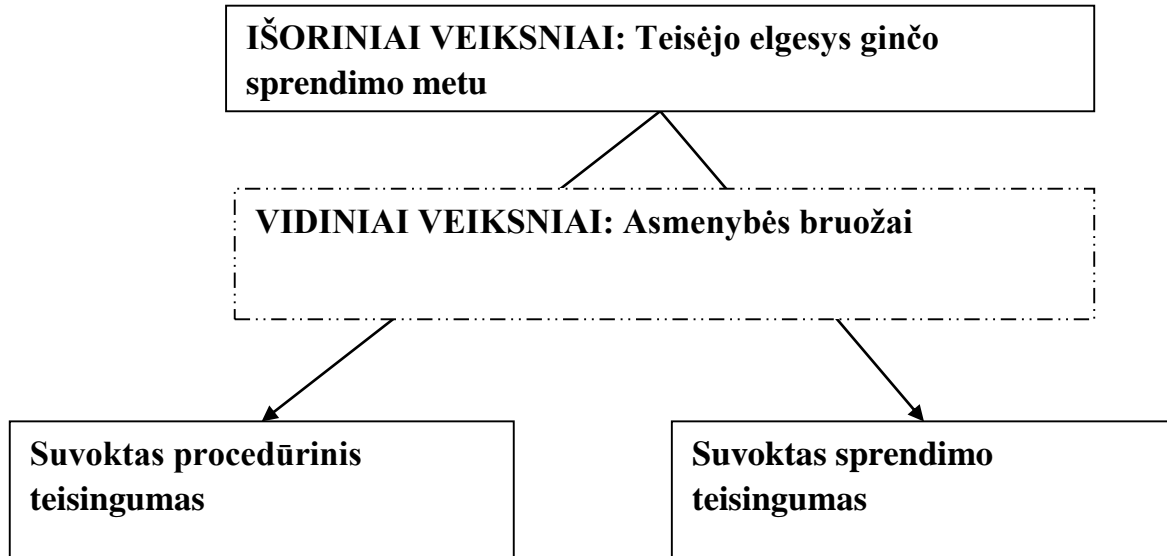 IŠORINIAI VEIKSNIAI: Teisėjo elgesys ginčo
sprendimo metu
VIDINIAI VEIKSNIAI: Asmenybės bruožai
Suvoktas procedūrinis
teisingumas
Suvoktas sprendimo
teisingumas